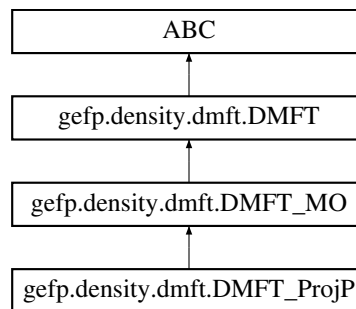 ABC
gefp.density.dmft.DMFT
gefp.density.dmft.DMFT_MO
gefp.density.dmft.DMFT_ProjP